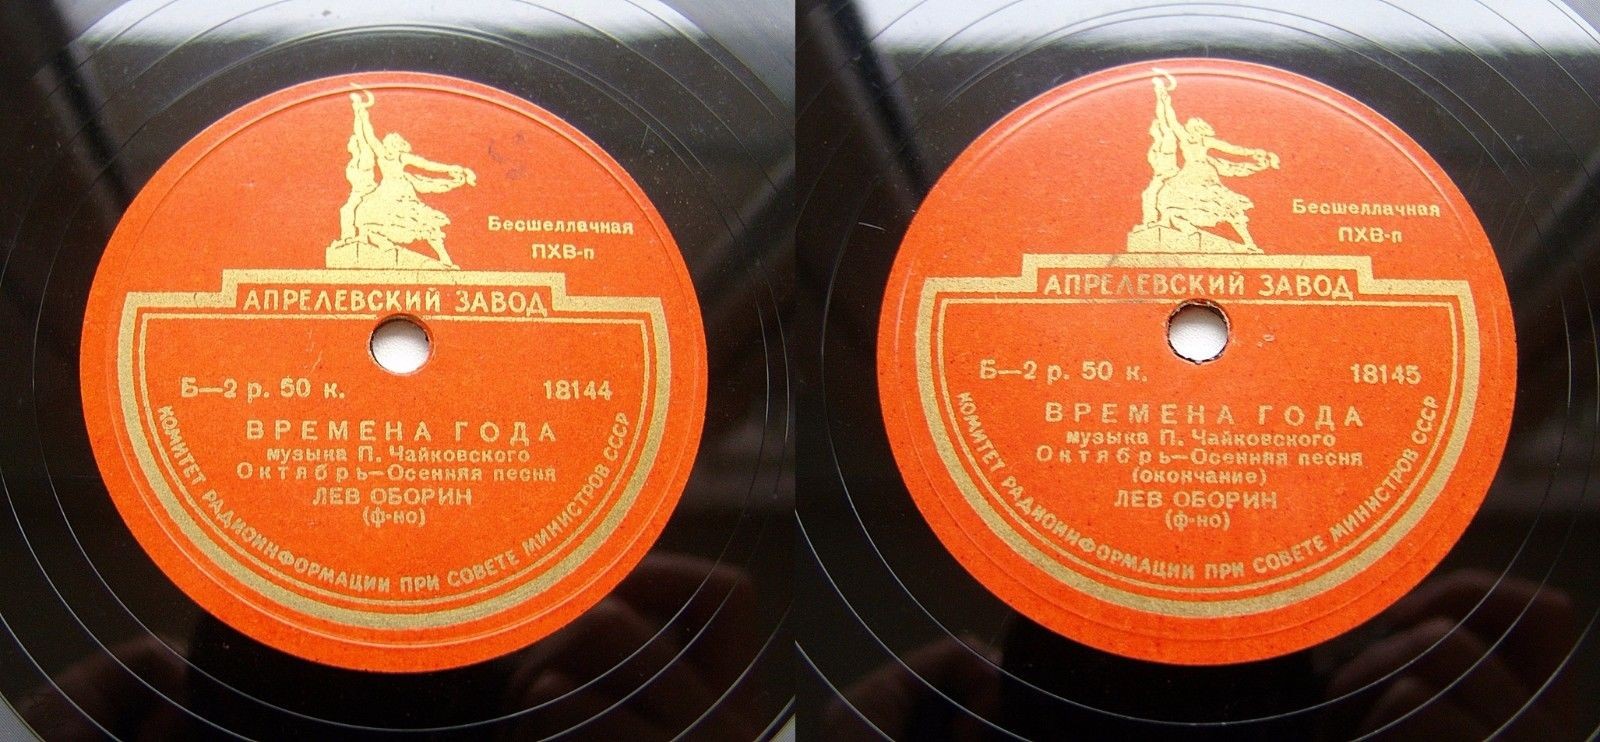 Бесшеллачная
ПХВ-п
АПРЕЛЕВСКИЙ ЗАВОД
Б—2 р. 50 к. 18144
ВРЕМЕНА ГОДА
музыка П. Чайковского
Октябрь—Осенняя песня
ЛЕВ ОБОРИН
(ф-но)
КОМИТЕТ РАДИОИНФОРМАЦИИ ПРИ СОВЕТЕ МИНИСТРОВ СССР
Бесшеллачная
ПХВ-п
АПРЕЛЕВСКИЙ ЗАВОД
Б—2 р. 50 к. 18145
ВРЕМЕНА ГОДА
музыка П. Чайковского
Октябрь—Осенняя песня
(окончание)
ЛЕВ ОБОРИН
(ф-но)
КОМИТЕТ РАДИОИНФОРМАЦИИ ПРИ СОВЕТЕ МИНИСТРОВ СССР